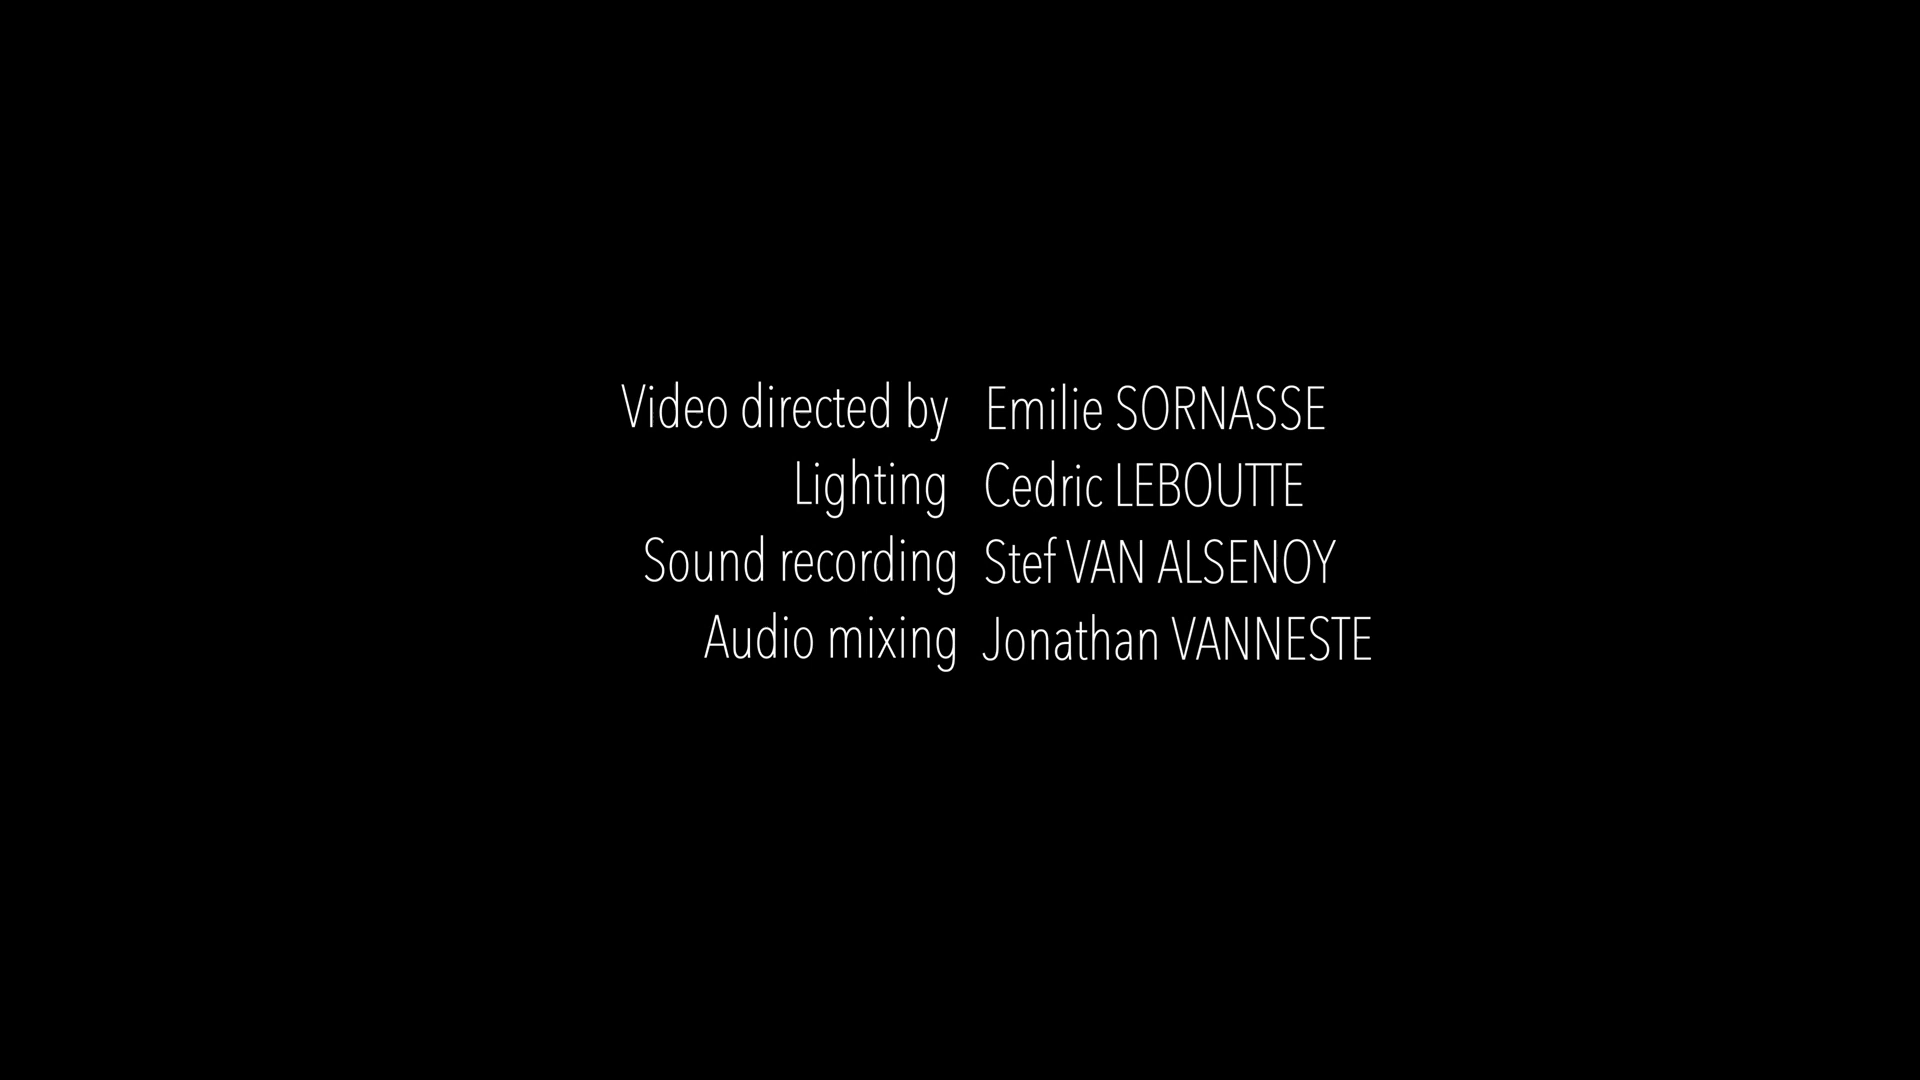 Video directed by Emilie SORNASSE
Lighting Cedric LEBOUTTE
Sound recording Stef VAN ALSENOY
Audio mixing Jonathan VANNESTE